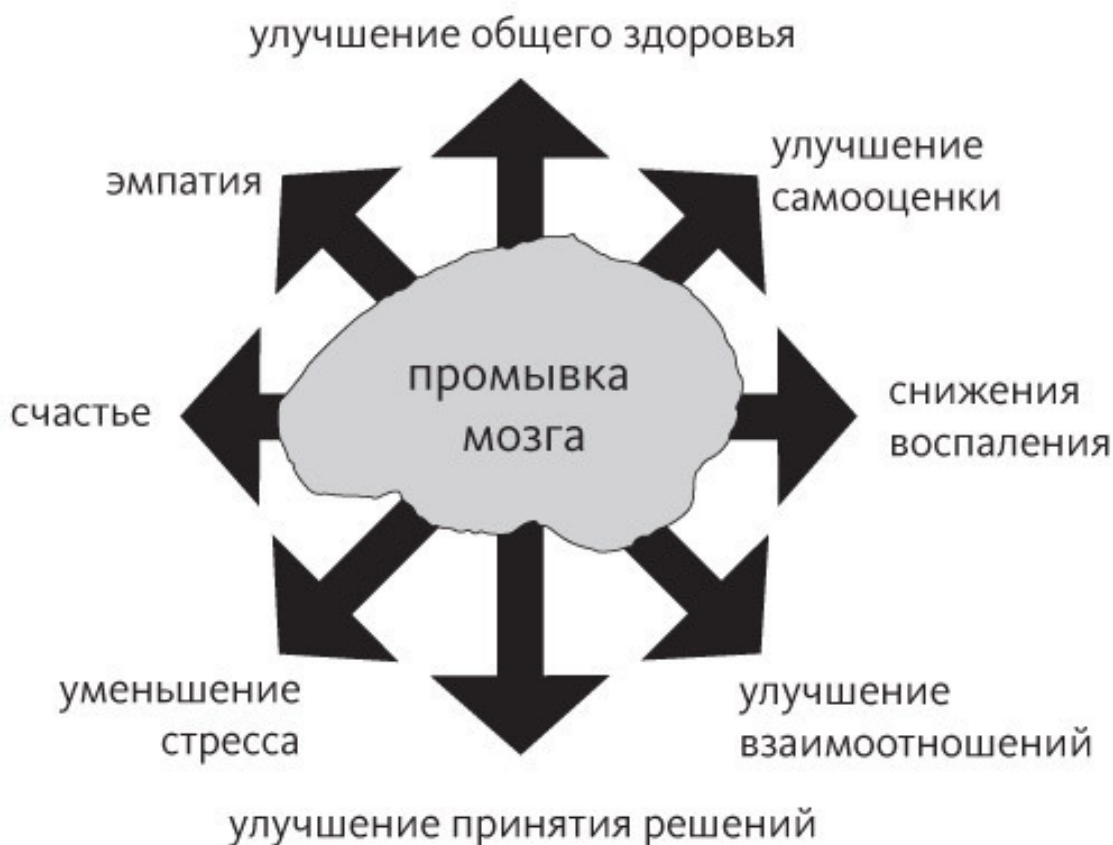 улучшение общего здоровья
эмпатия
улучшение
самооценки
промывка
мозга
счастье
снижения
воспаления
уменьшение
стресса
улучшение
взаимоотношений
улучшение принятия решений